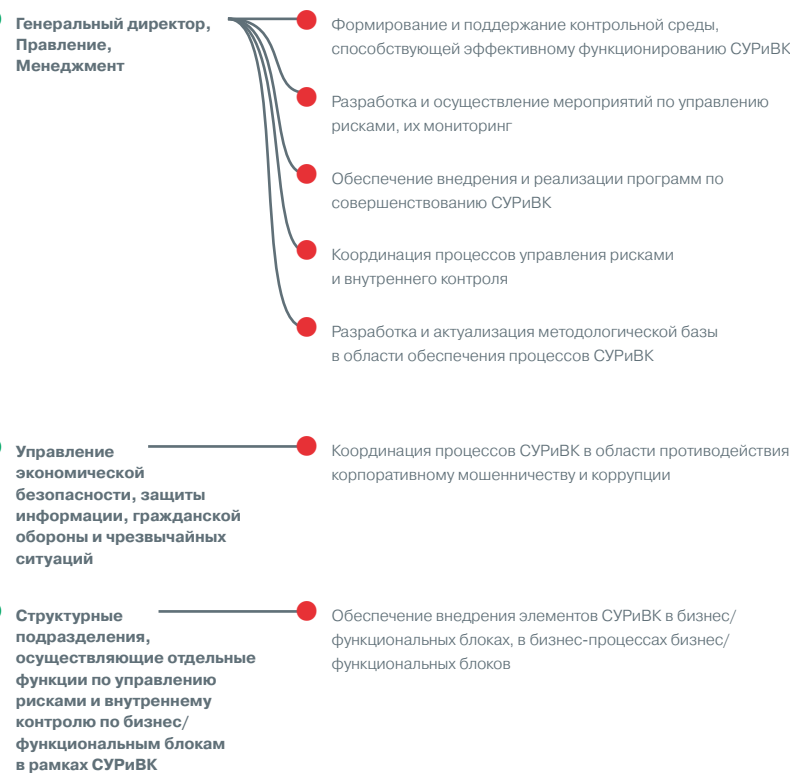 Генеральный директор,
Правление,
Менеджмент
Формирование и поддержание контрольной среды,
способствующей эффективному функционированию СУРиВК
Разработка и осуществление мероприятий по управлению
рисками, их мониторинг
Обеспечение внедрения и реализации программ по
совершенствованию СУРиВК
Координация процессов управления рисками
и внутреннего контроля
Разработка и актуализация методологической базы
в области обеспечения процессов СУРиВК
Управление
экономической
безопасности, защиты
информации, гражданской
обороны и чрезвычайных
ситуаций
Координация процессов СУРиВК в области противодействия
корпоративному мошенничеству и коррупции
Структурные
подразделения,
осуществляющие отдельные
функции по управлению
рисками и внутреннему
контролю по бизнес/
функциональным блокам
в рамках СУРиВК
Обеспечение внедрения элементов СУРиВК в бизнес/
функциональных блоках, в бизнес-процессах бизнес/
функциональных блоков